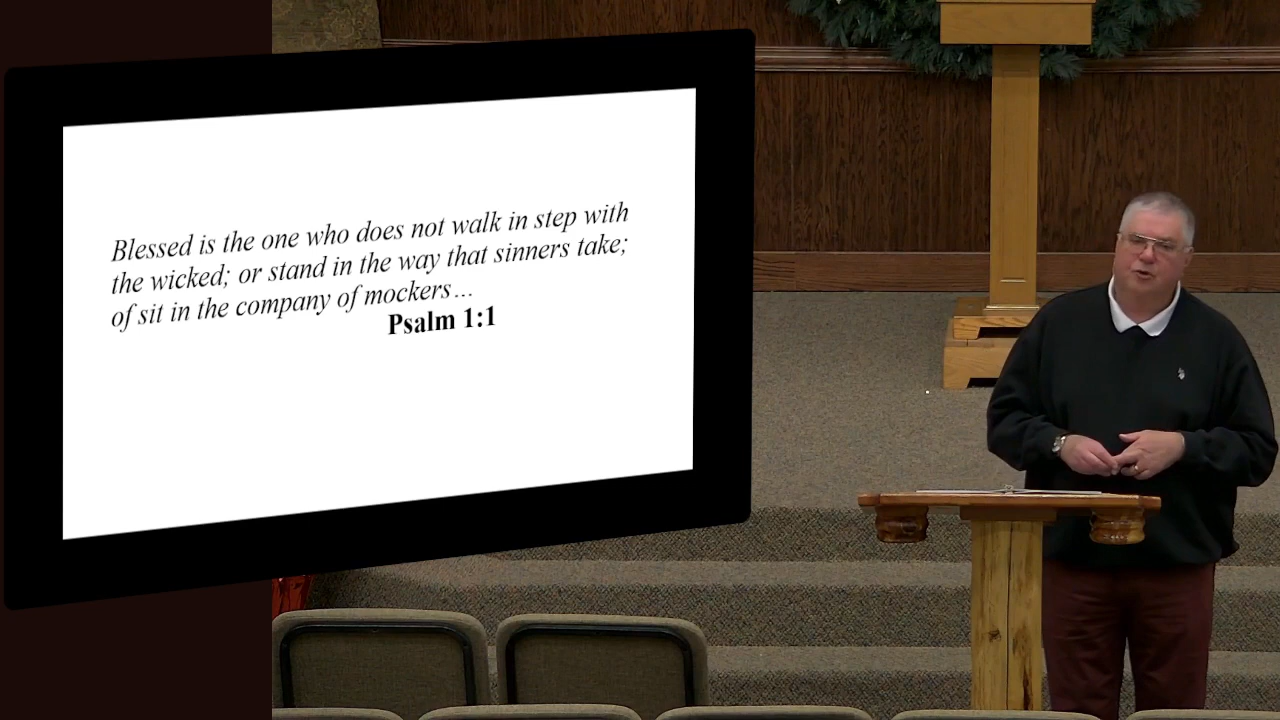 Blessed is the one who does not walk in step with
the wicked; or stand in the way that sinners take;
of sit in the company of mockers...
Psalm 1:1